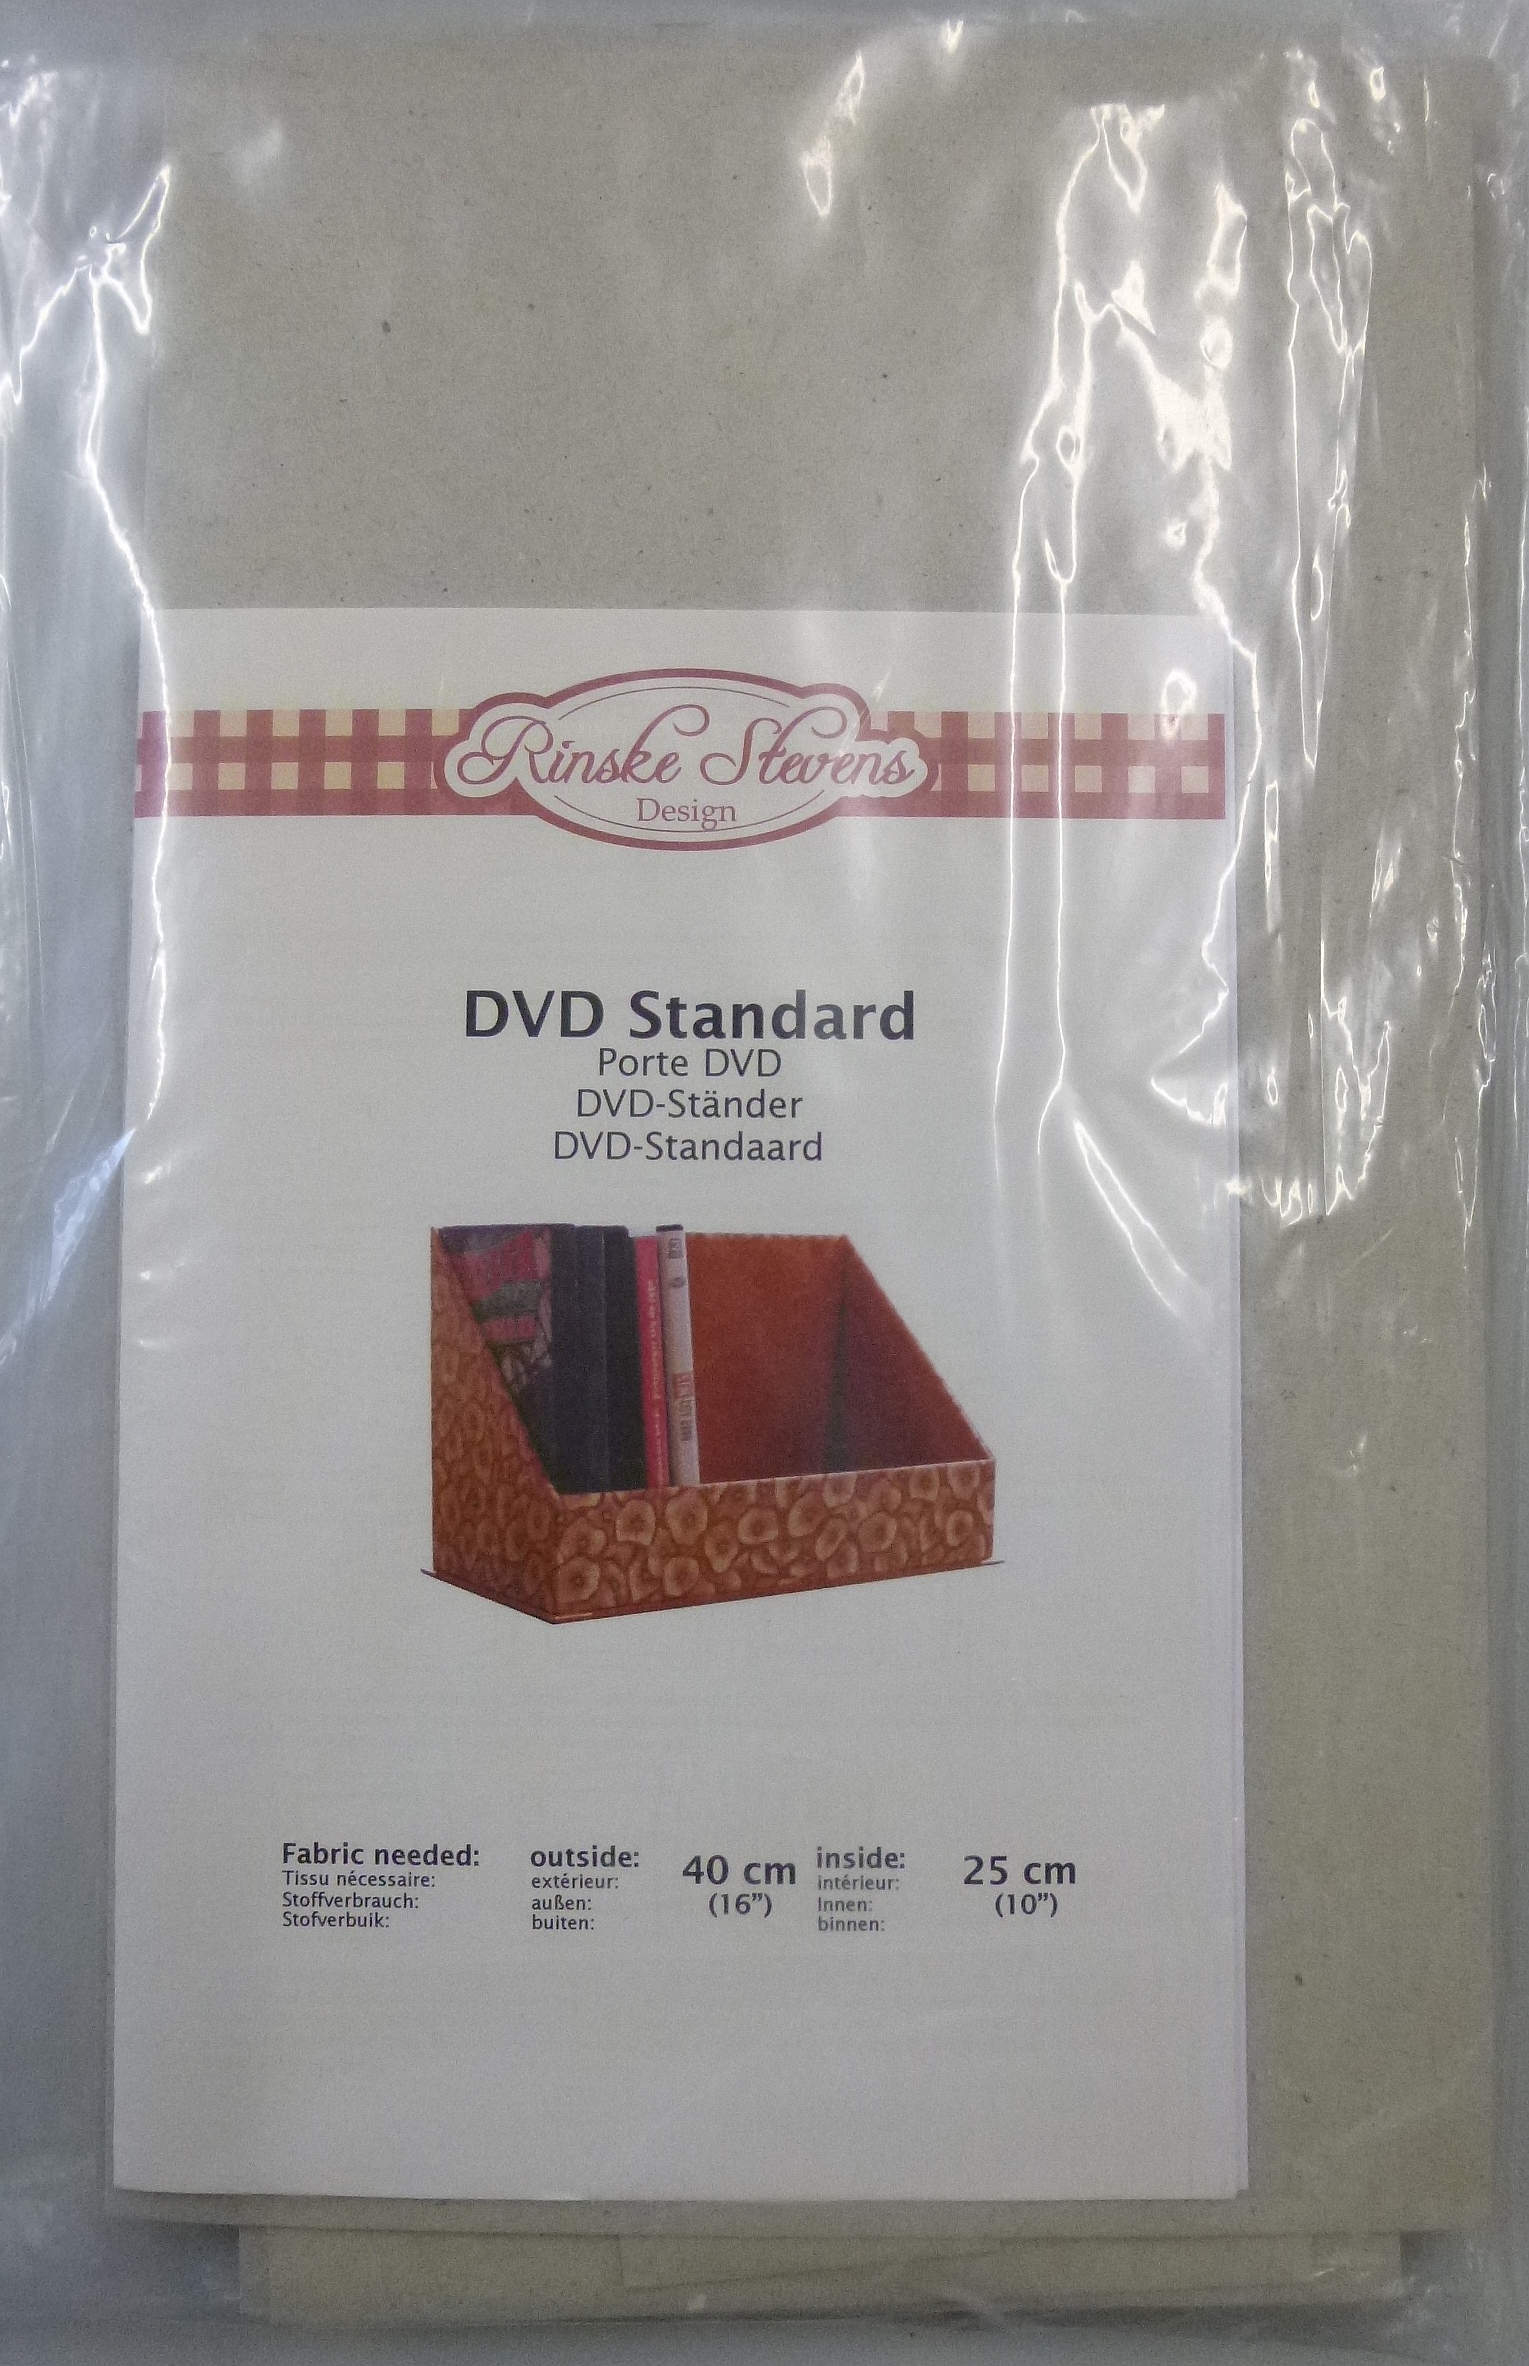 Rinske Stevens
Design
DVD Standard
Porte DVD
DVD-Ständer
DVD-Standaard
Fabric needed: outside: 40 cm inside: 25 cm
Tissu nécessaire: extérieur: intérieur:
Stoffverbrauch: außen: (16”) Innen: (10”)
Stofverbuik: buiten: binnen: